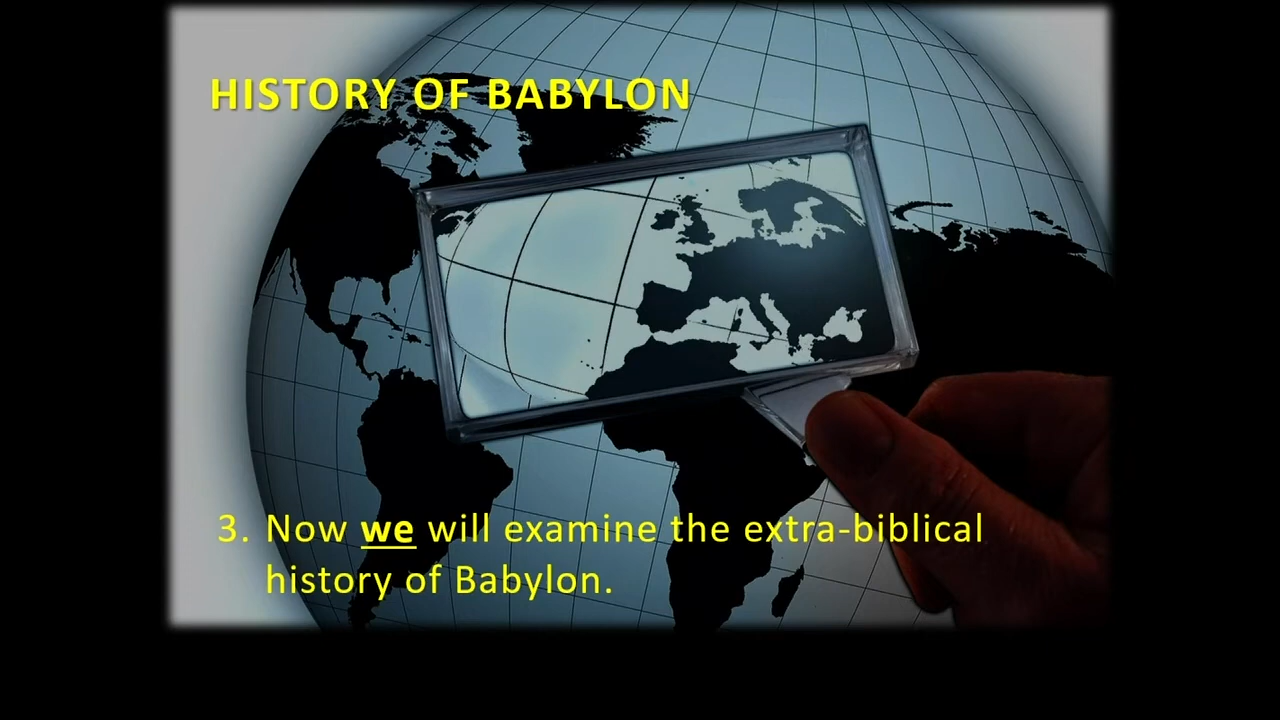 HISTORY OF BABYLON
3. Now we will examine the extra-biblical
history of Babylon.